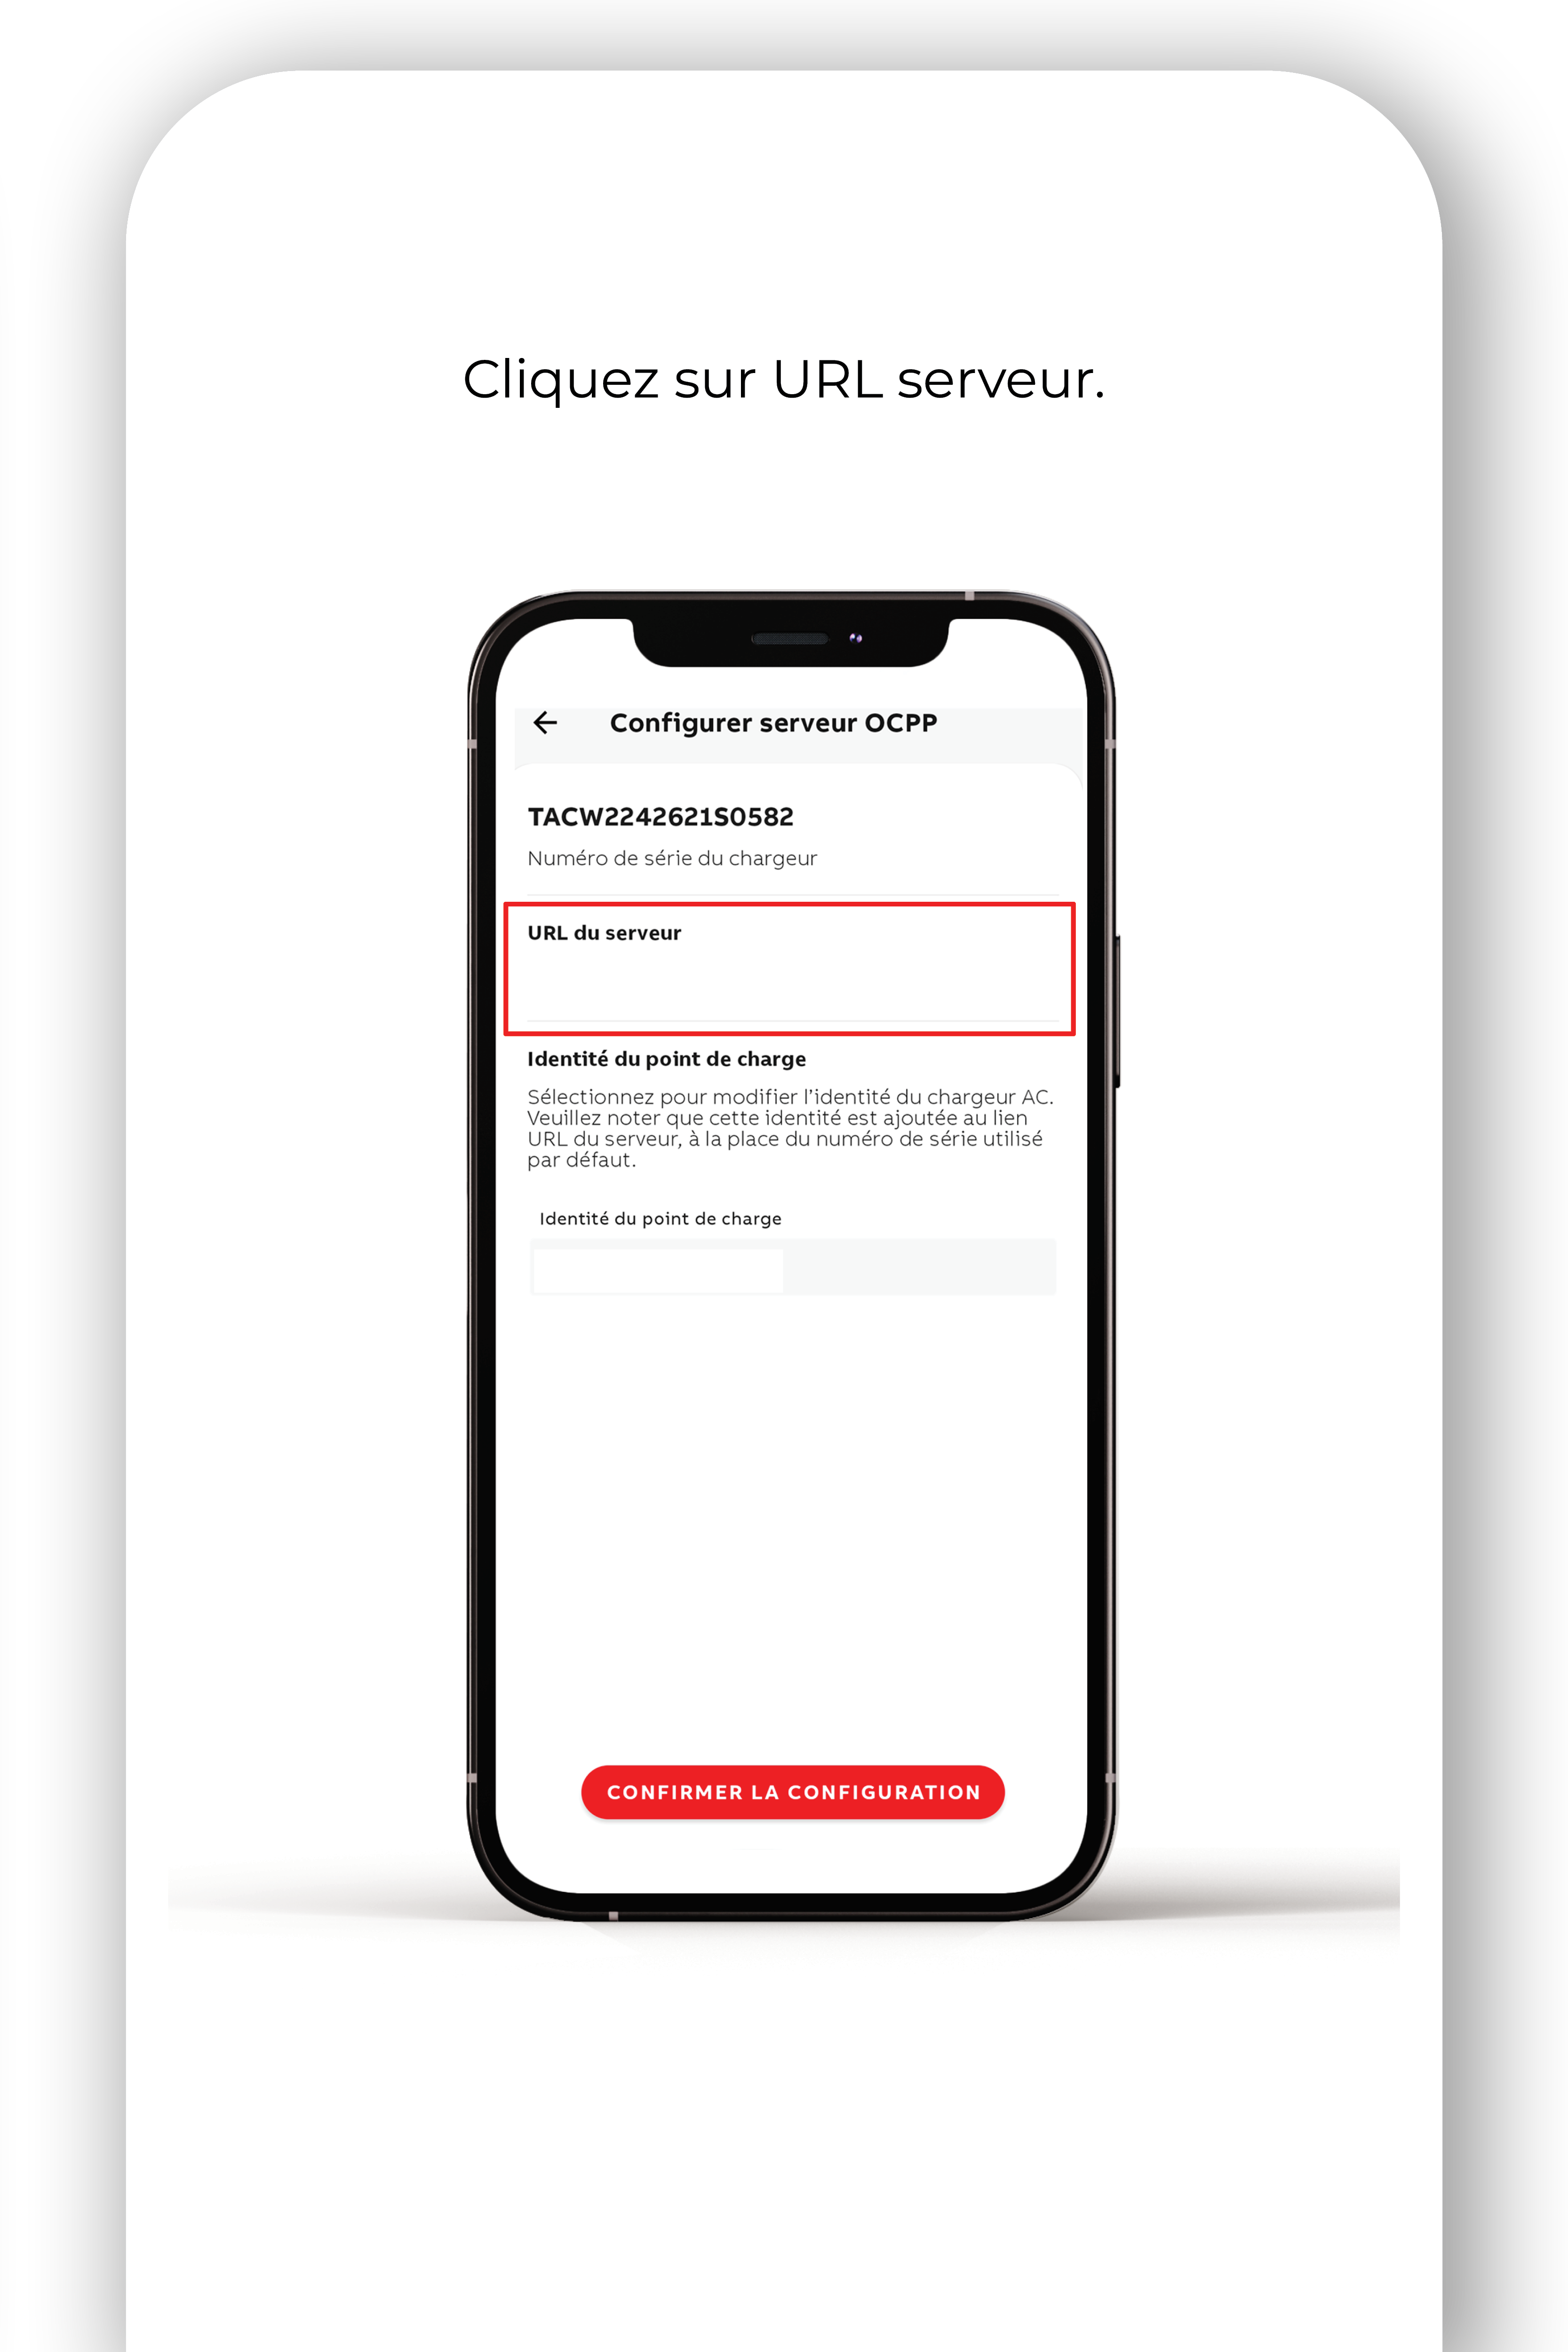 Cliquez sur URL serveur.
Configurer serveur OCPP
TACW2242621S0582
Numéro de série du chargeur
URL du serveur
Identité du point de charge
Sélectionnez pour modifier l'identité du chargeur AC.
Veuillez noter que cette identité est ajoutée au lien
URL du serveur, à la place du numéro de série utilisé
par défaut.
Identité du point de charge
CONFIRMER LA CONFIGURATION